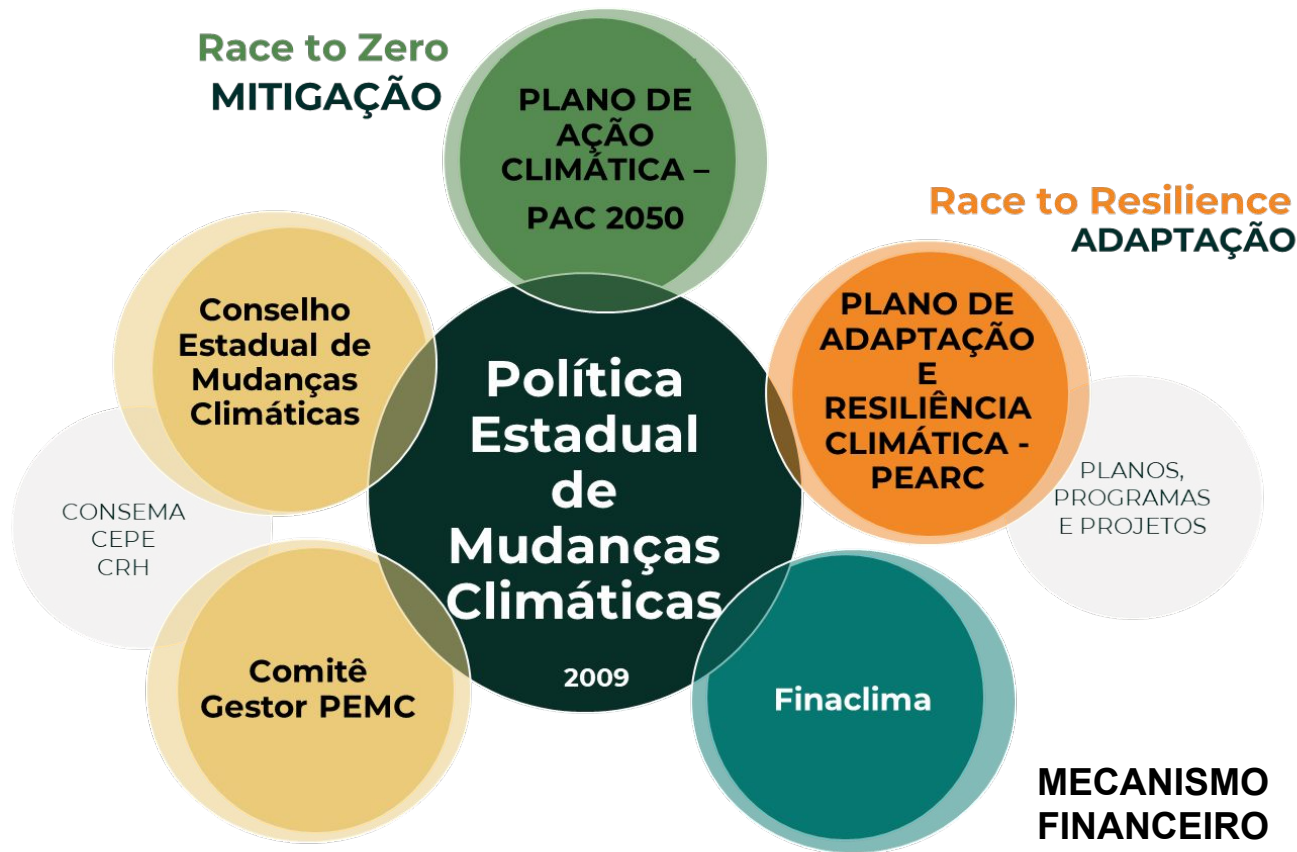 Race to Zero
MITIGAÇÃO
PLANO DE
AÇÃO
CLIMÁTICA –
PAC 2050
Race to Resilience
ADAPTAÇÃO
Conselho
Estadual de
Mudanças
Climáticas
PLANO DE
ADAPTAÇÃO
E
RESILIÊNCIA
CLIMÁTICA -
PEARC
Política
Estadual
de
Mudanças
Climáticas
2009
CONSEMA
CEPE
CRH
PLANOS,
PROGRAMAS
E PROJETOS
Comitê
Gestor PEMC
Finaclima
MECANISMO
FINANCEIRO